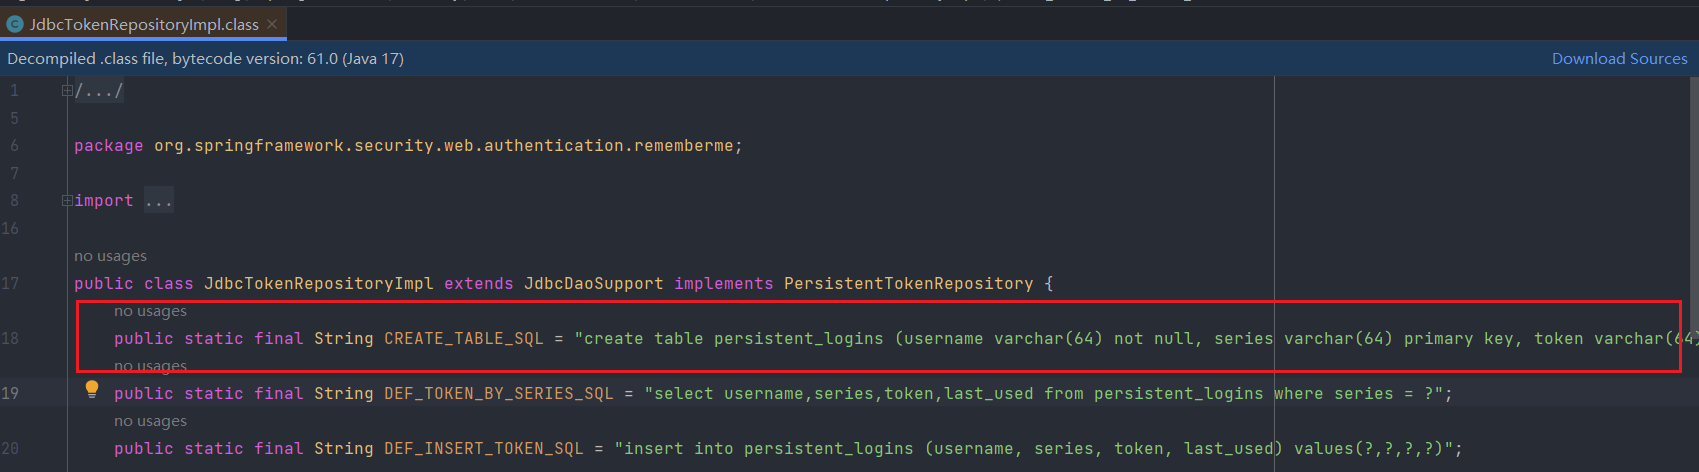 JdbcTokenRepositoryImpl.class
Decompiled .class file, bytecode version: 61.0 (Java 17) Download Sources
1 /.../
5
6 package org.springframework.security.web.authentication.rememberme;
7
8 import ...
16
no usages
17 public class JdbcTokenRepositoryImpl extends JdbcDaoSupport implements PersistentTokenRepository {
no usages
18 public static final String CREATE_TABLE_SQL = "create table persistent_logins (username varchar(64) not null, series varchar(64) primary key, token varchar(64)
no usages
19 public static final String DEF_TOKEN_BY_SERIES_SQL = "select username,series,token,last_used from persistent_logins where series = ?";
no usages
20 public static final String DEF_INSERT_TOKEN_SQL = "insert into persistent_logins (username, series, token, last_used) values(?,?,?,?)";